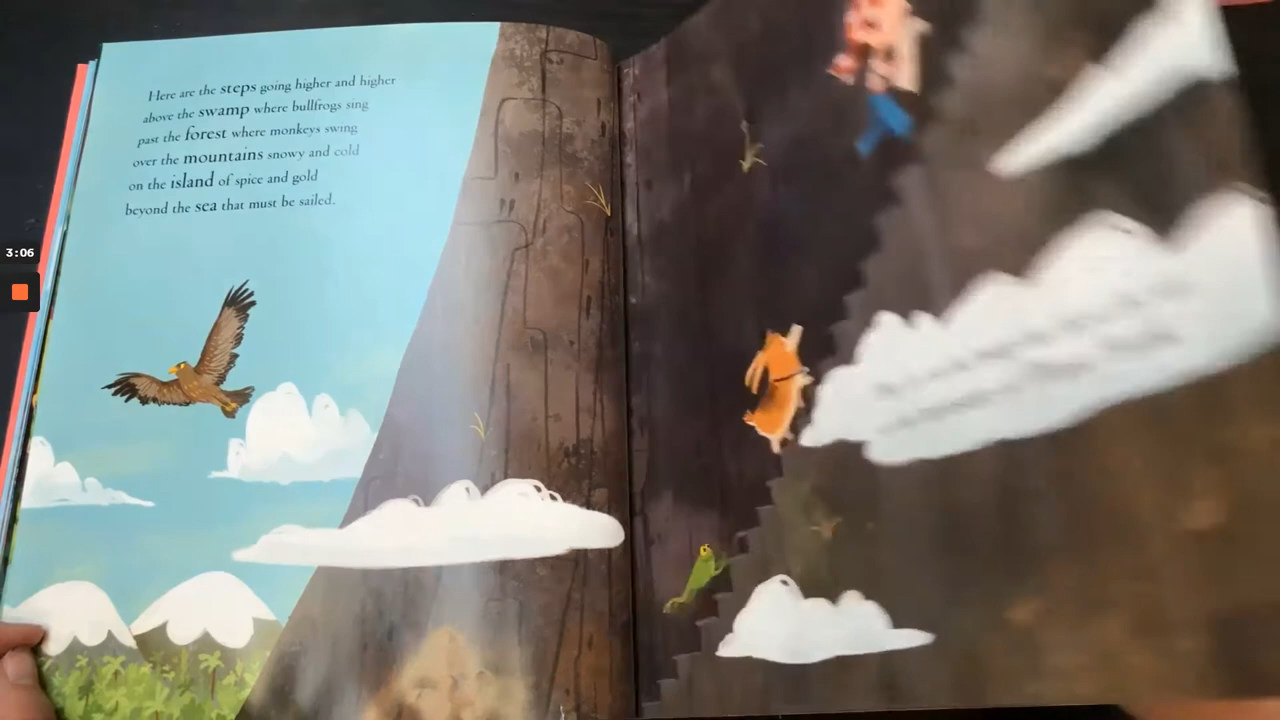 Here are the steps going higher and higher
above the swamp where bullfrogs sing
past the forest where monkeys swing
over the mountains snowy and cold
on the island of spice and gold
beyond the sea that must be sailed.
3:06